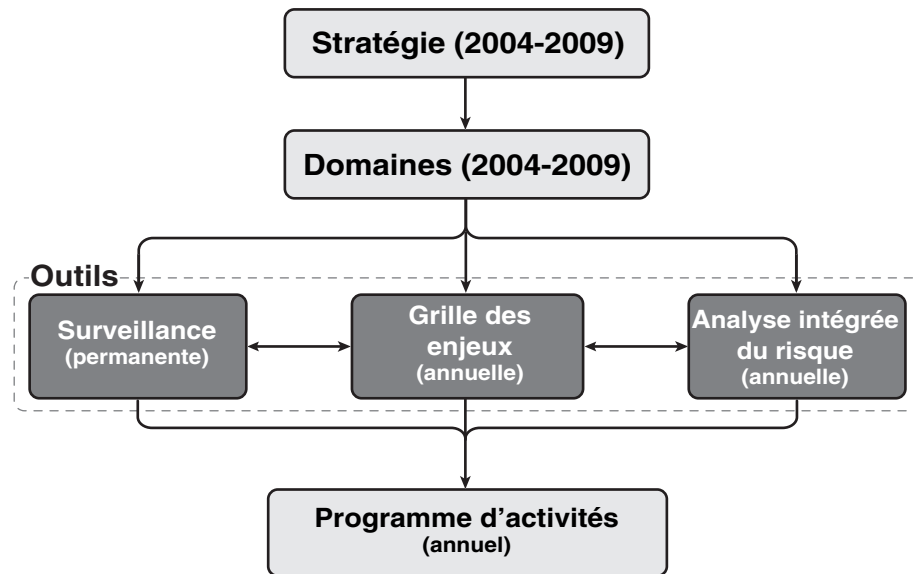 Stratégie (2004-2009)
Domaines (2004-2009)
Outils
Surveillance
(permanente)
Grille des
enjeux
(annuelle)
Analyse intégrée
du risque
(annuelle)
Programme d'activités
(annuel)